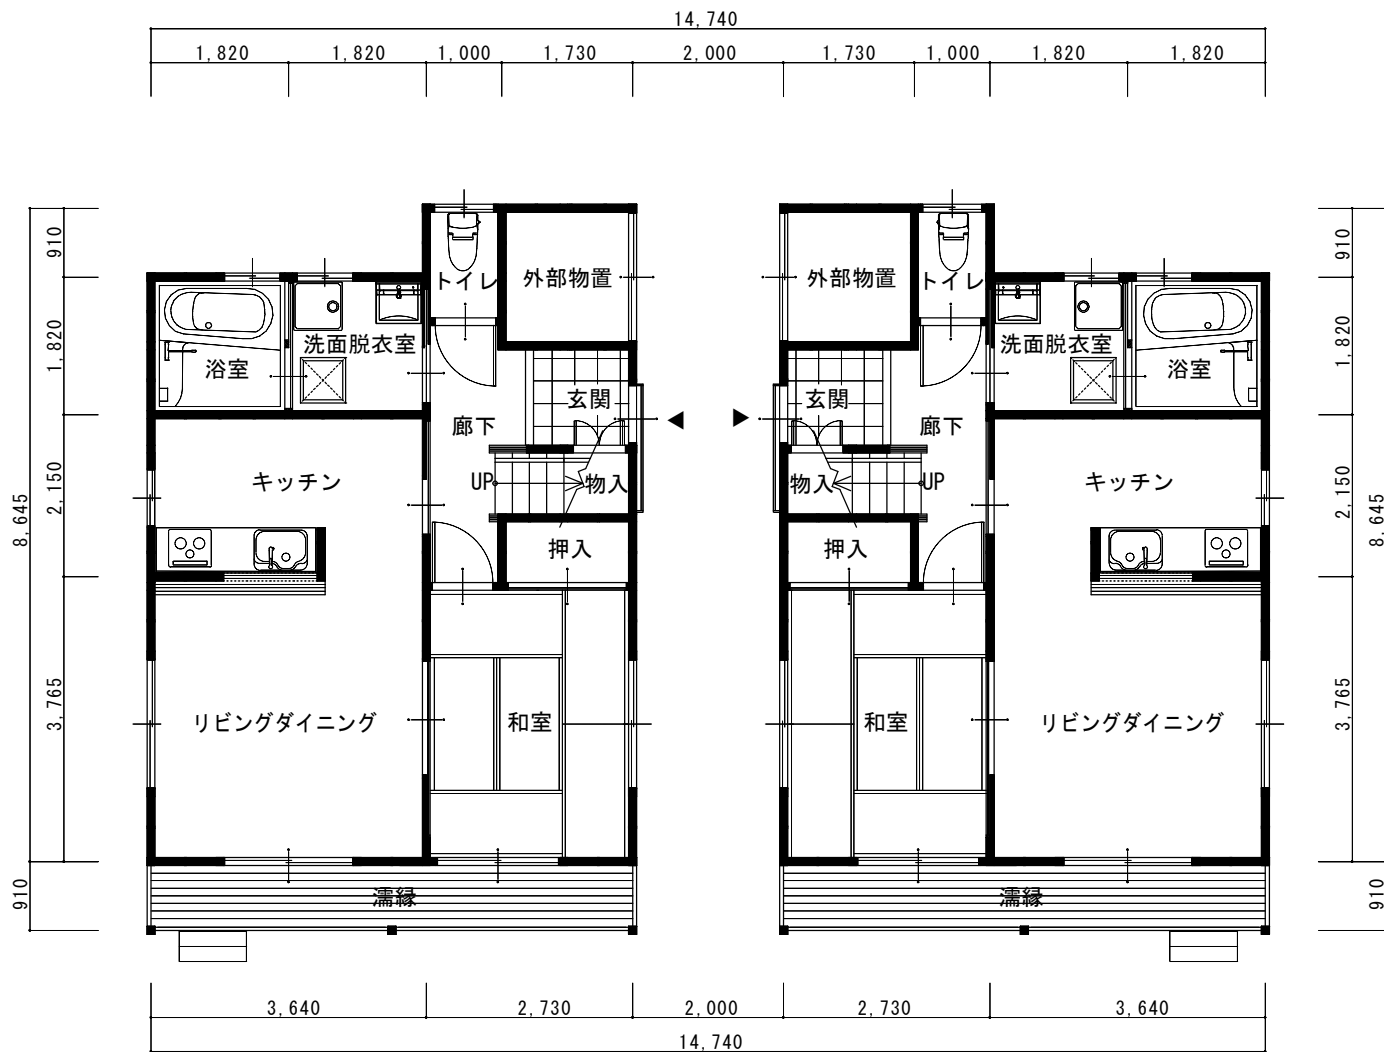 14,740
1,820 1,820 1,000 1,730 2,000 1,730 1,000 1,820 1,820
910 1,820 2,150 3,765
8,645 910
トイレ 外部物置
洗面脱衣室
浴室
玄関
廊下
キッチン UP 物入
押入
リビングダイニング 和室
濡縁
外部物置 トイレ
洗面脱衣室
浴室
玄関
廊下
物入 UP キッチン
押入
和室 リビングダイニング
濡縁
910 1,820 2,150 3,765
8,645 910
3,640 2,730 2,000 2,730 3,640
14,740